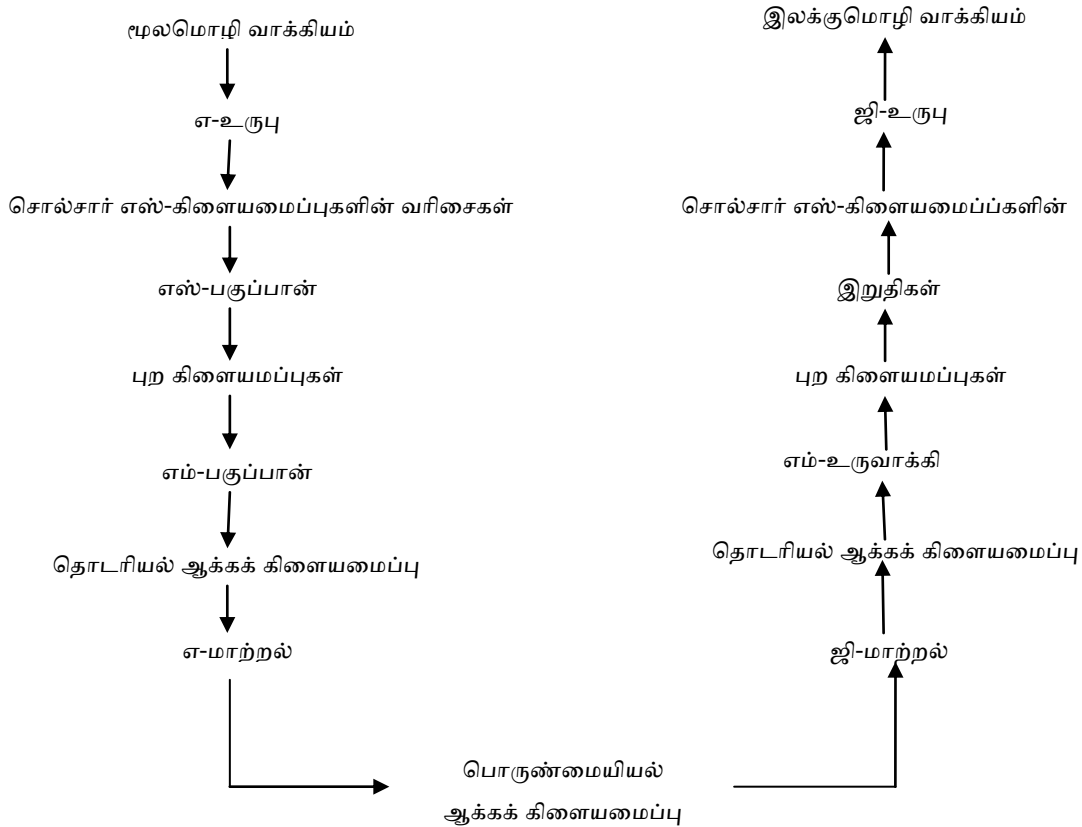 மூலமொழி வாக்கியம்
எ-உருபு
சொல்சார் எஸ்-கிளையமைப்புகளின் வரிசைகள்
எஸ்-பகுப்பான்
புற கிளையமப்புகள்
எம்-பகுப்பான்
தொடரியல் ஆக்கக் கிளையமைப்பு
எ-மாற்றல்
பொருண்மையியல்
ஆக்கக் கிளையமைப்பு
ஜி-மாற்றல்
தொடரியல் ஆக்கக் கிளையமைப்பு
எம்-உருவாக்கி
புற கிளையமப்புகள்
இறுதிகள்
சொல்சார் எஸ்-கிளையமைப்ப்களின்
ஜி-உருபு
இலக்குமொழி வாக்கியம்